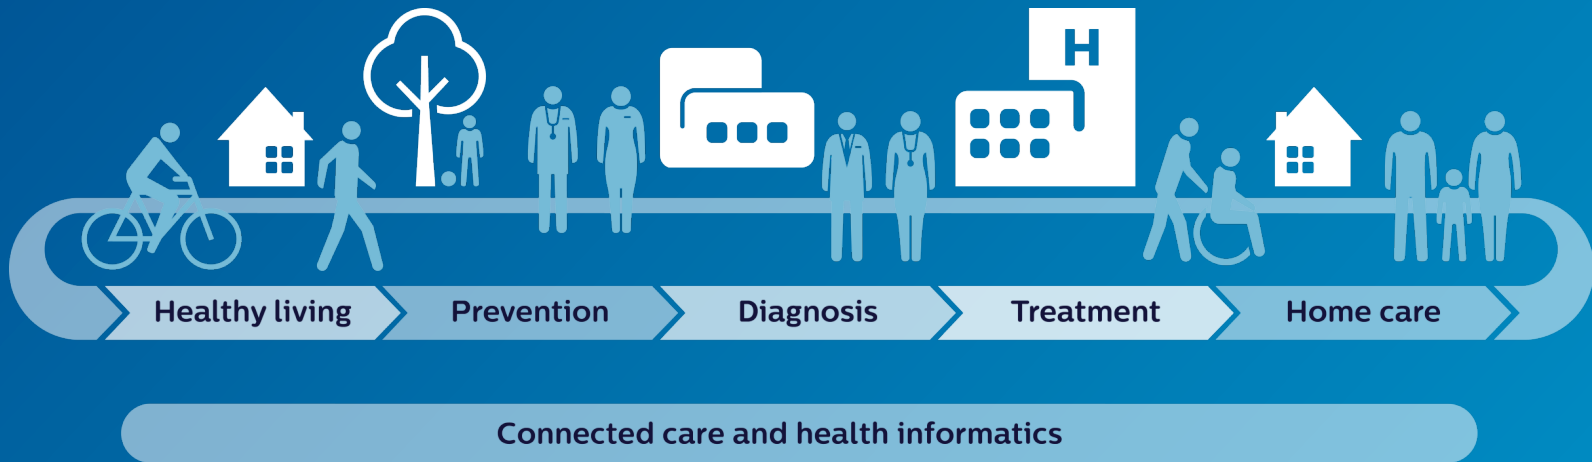 H
Healthy living
Prevention
Diagnosis
Treatment
Home care
Connected care and health informatics